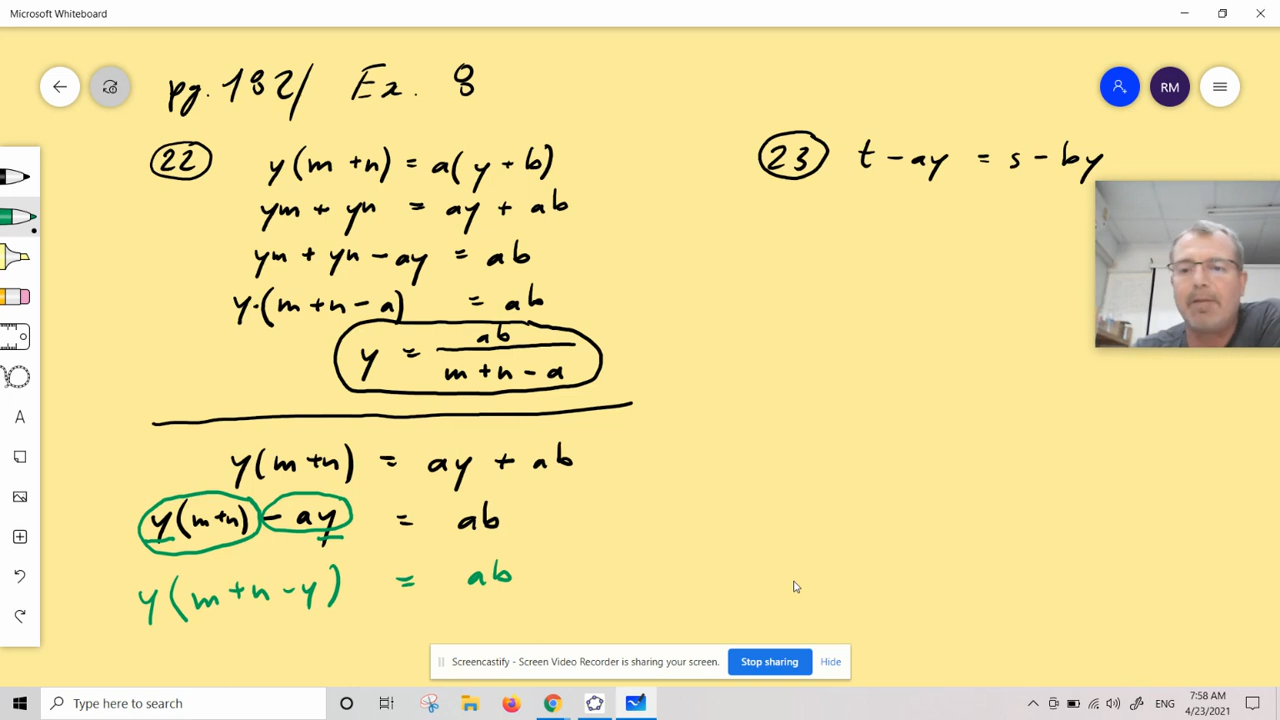 Microsoft Whiteboard
pg. 182/ Ex. 8
RM
22 y(m+n) = a(y+b)
ym + yn = ay + ab
ym + yn - ay = ab
y·(m+n-a) = ab
y = ab / m+n-a
y(m+n) = ay + ab
y(m+n) - ay = ab
y(m+n-y) = ab
23 t - ay = s - by
A
Screencastify - Screen Video Recorder is sharing your screen. Stop sharing Hide
Type here to search
ENG
7:58 AM
4/23/2021